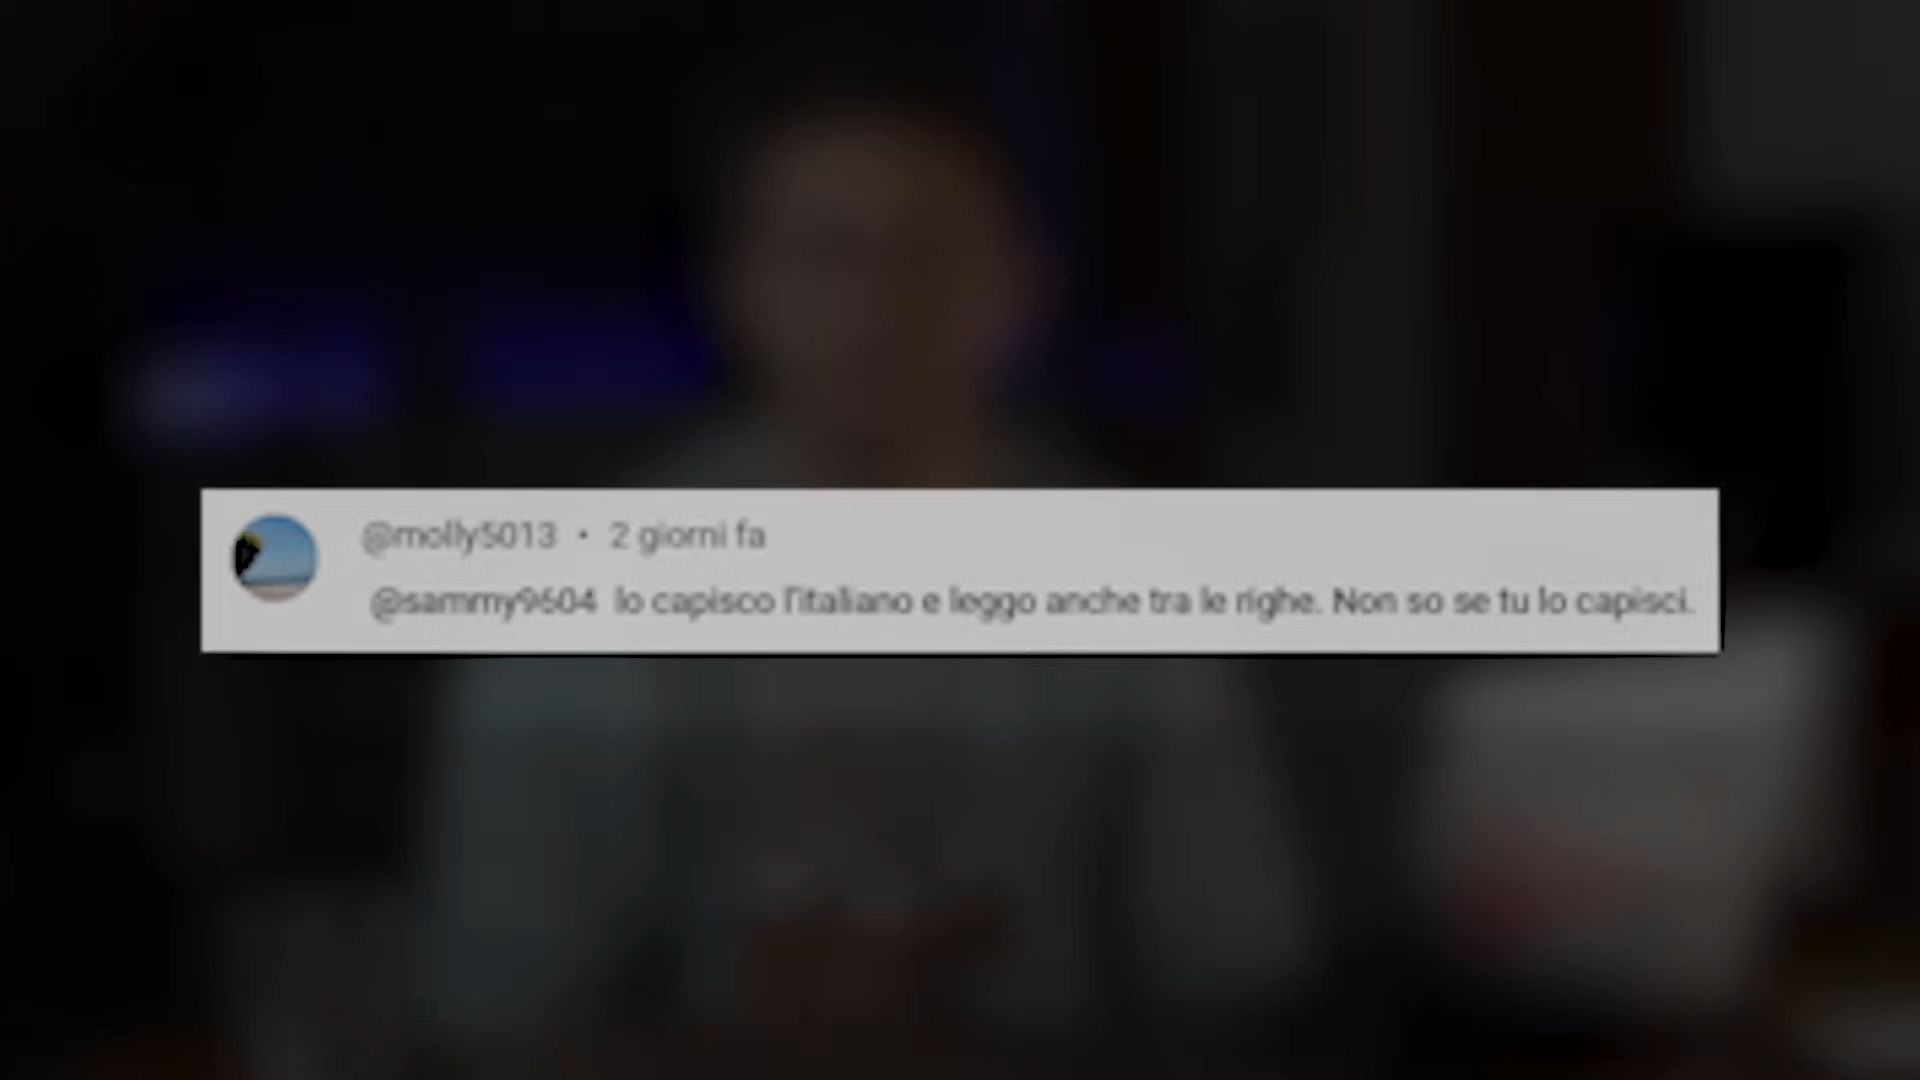 @molly5013 • 2 giorni fa
@sammy9604 Io capisco l'italiano e leggo anche tra le righe. Non so se tu lo capisci.